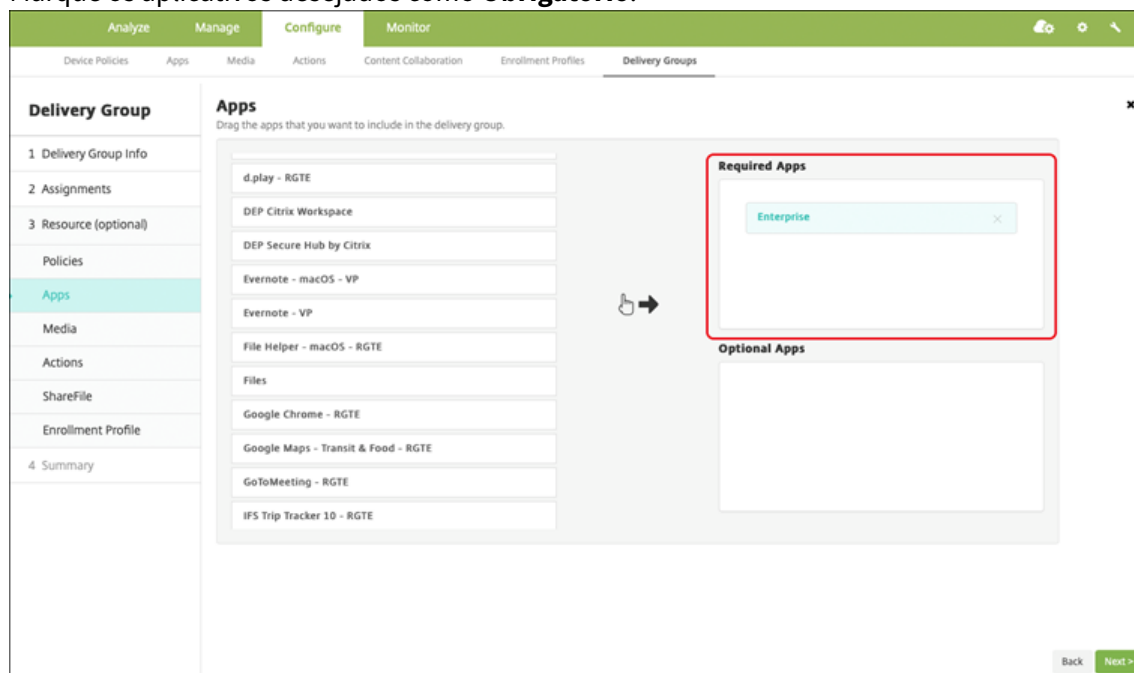 Marque os aplicativos desejados como Obrigatório.
Analyze Manage Configure Monitor
Device Policies Apps Media Actions Content Collaboration Enrollment Profiles Delivery Groups
Delivery Group
1 Delivery Group Info
2 Assignments
3 Resource (optional)
Policies
Apps
Media
Actions
ShareFile
Enrollment Profile
4 Summary
Apps
Drag the apps that you want to include in the delivery group.
d.play - RGTE
DEP Citrix Workspace
DEP Secure Hub by Citrix
Evernote - macOS - VP
Evernote - VP
File Helper - macOS - RGTE
Files
Google Chrome - RGTE
Google Maps - Transit & Food - RGTE
GoToMeeting - RGTE
IFS Trip Tracker 10 - RGTE
Required Apps
Enterprise
Optional Apps
Back Next >